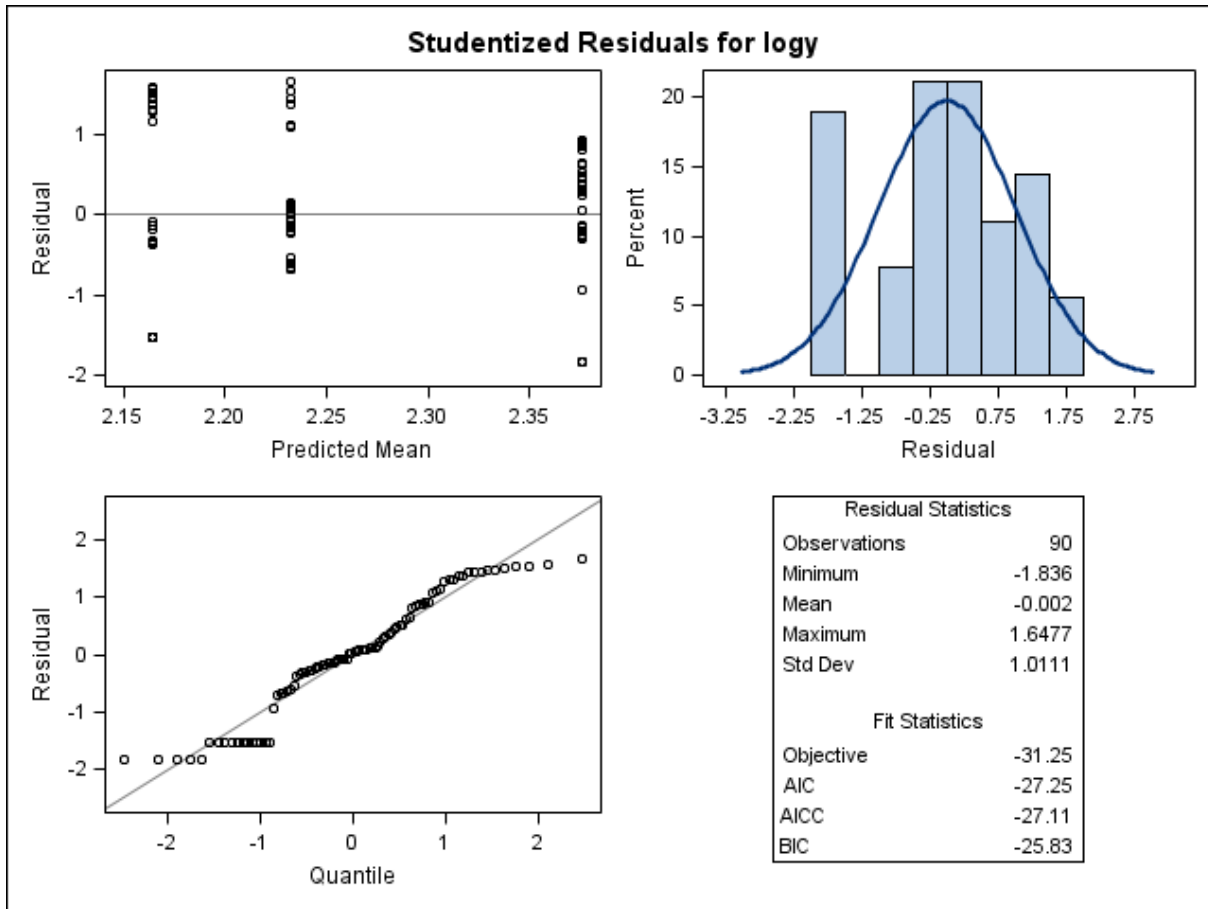 Studentized Residuals for logy
1
0
-1
-2
Residual
2.15 2.20 2.25 2.30 2.35
Predicted Mean
20
15
10
5
0
Percent
-3.25 -2.25 -1.25 -0.25 0.75 1.75 2.75
Residual
2
1
0
-1
-2
Residual
-2 -1 0 1 2
Quantile
Residual Statistics
Observations 90
Minimum -1.836
Mean -0.002
Maximum 1.6477
Std Dev 1.0111
Fit Statistics
Objective -31.25
AIC -27.25
AICC -27.11
BIC -25.83